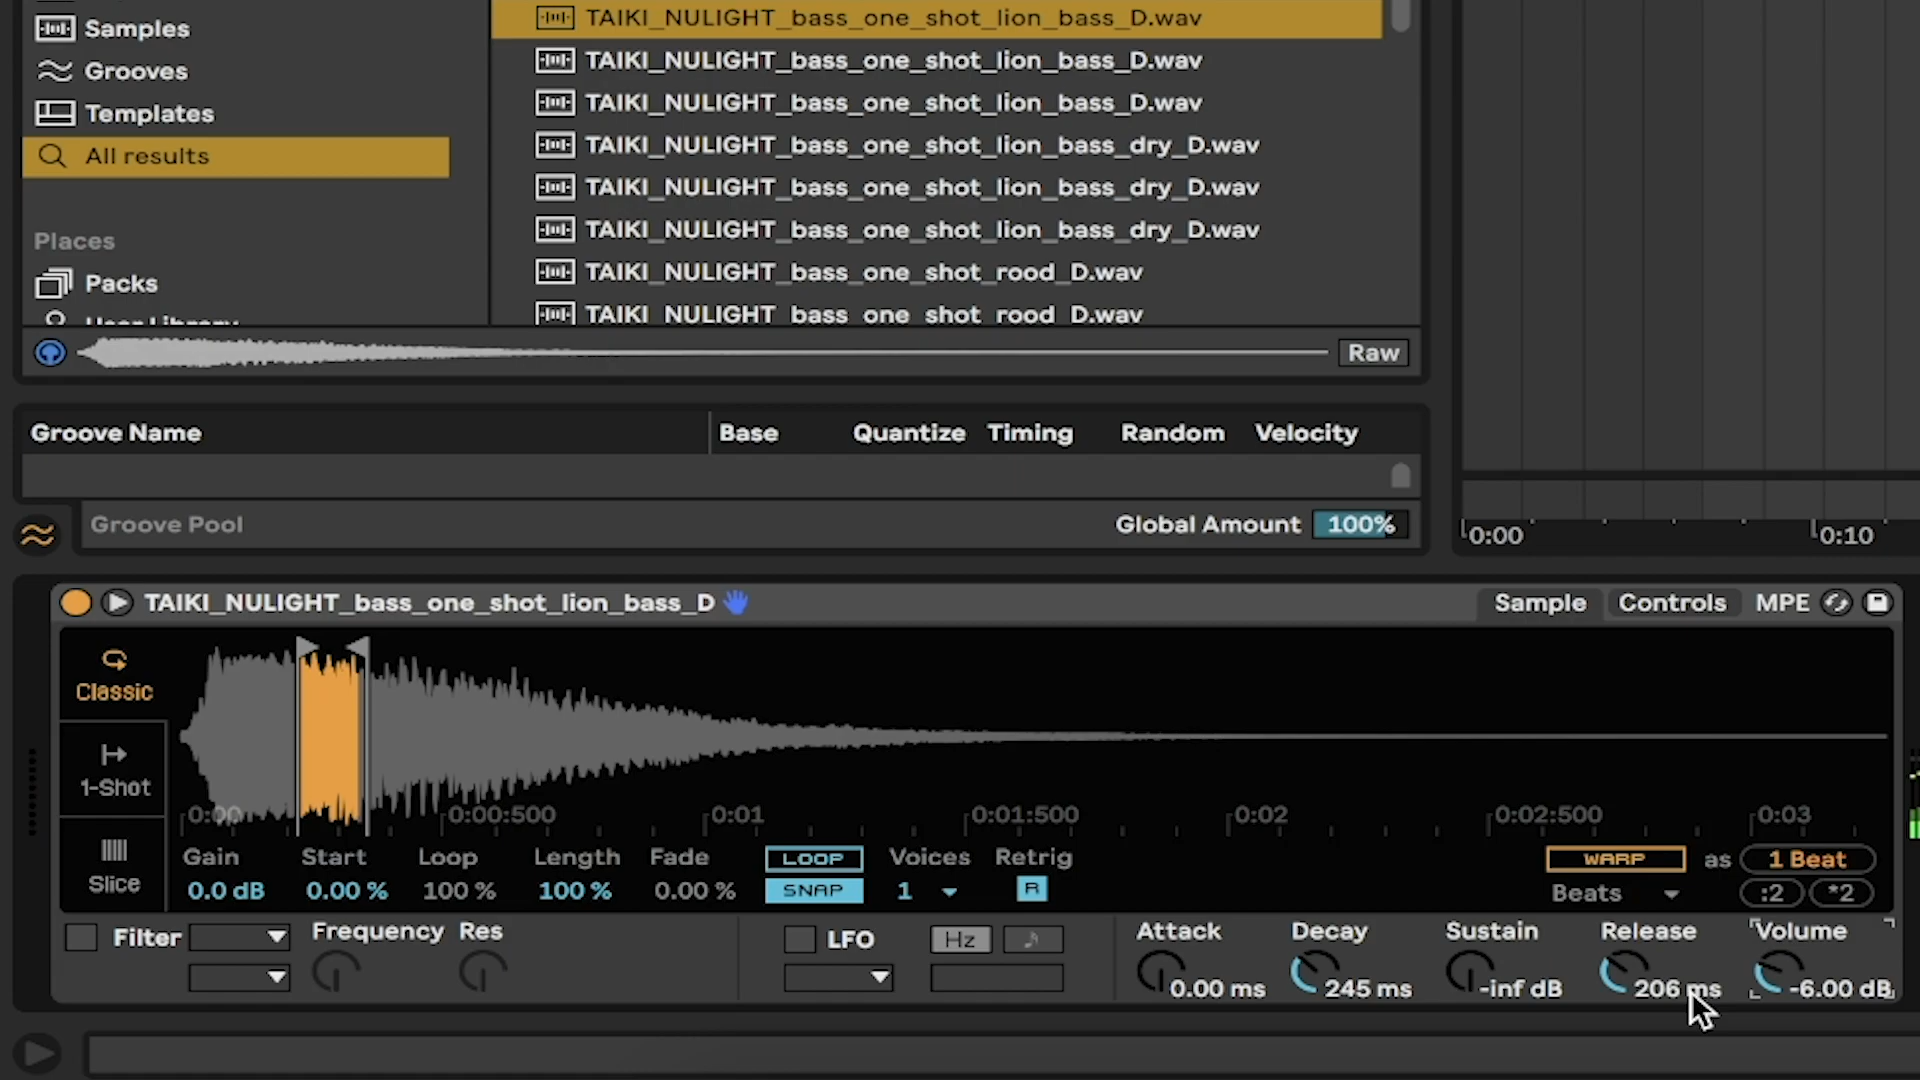 Samples
Grooves
Templates
All results
Places
Packs
User Library
TAIKI_NULIGHT_bass_one_shot_lion_bass_D.wav
TAIKI_NULIGHT_bass_one_shot_lion_bass_D.wav
TAIKI_NULIGHT_bass_one_shot_lion_bass_D.wav
TAIKI_NULIGHT_bass_one_shot_lion_bass_dry_D.wav
TAIKI_NULIGHT_bass_one_shot_lion_bass_dry_D.wav
TAIKI_NULIGHT_bass_one_shot_lion_bass_dry_D.wav
TAIKI_NULIGHT_bass_one_shot_rood_D.wav
TAIKI_NULIGHT_bass_one_shot_rood_D.wav
Raw
Groove Name Base Quantize Timing Random Velocity
Groove Pool Global Amount 100%
0:00 0:10
TAIKI_NULIGHT_bass_one_shot_lion_bass_D Sample Controls MPE
Classic
1-Shot
Slice
0:00 0:00:500 0:01 0:01:500 0:02 0:02:500 0:03
Gain Start Loop Length Fade LOOP Voices Retrig WARP as 1 Beat
0.0 dB 0.00 % 100 % 100 % 0.00 % SNAP 1 R Beats :2 *2
Filter Frequency Res LFO Hz Attack Decay Sustain Release Volume
0.00 ms 245 ms -inf dB 206 ms -6.00 dB